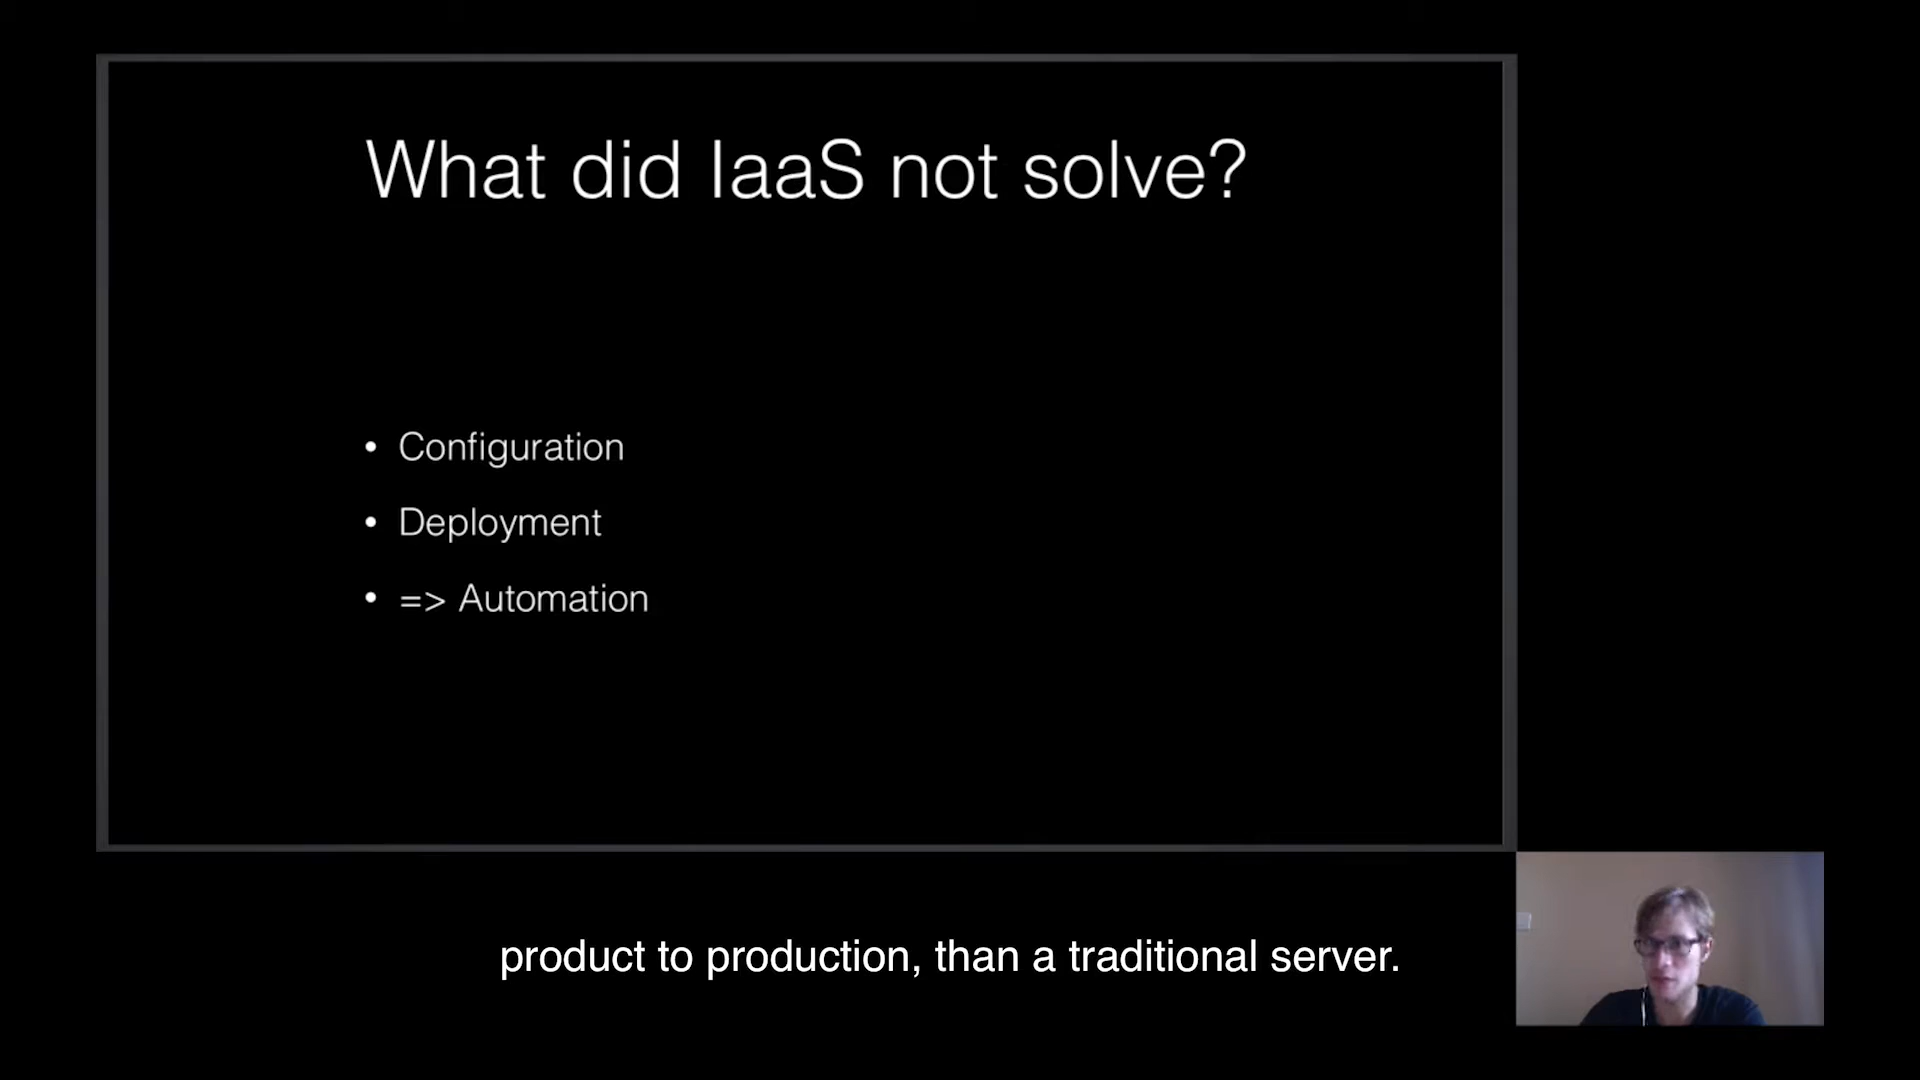 What did IaaS not solve?
• Configuration
• Deployment
• => Automation
product to production, than a traditional server.